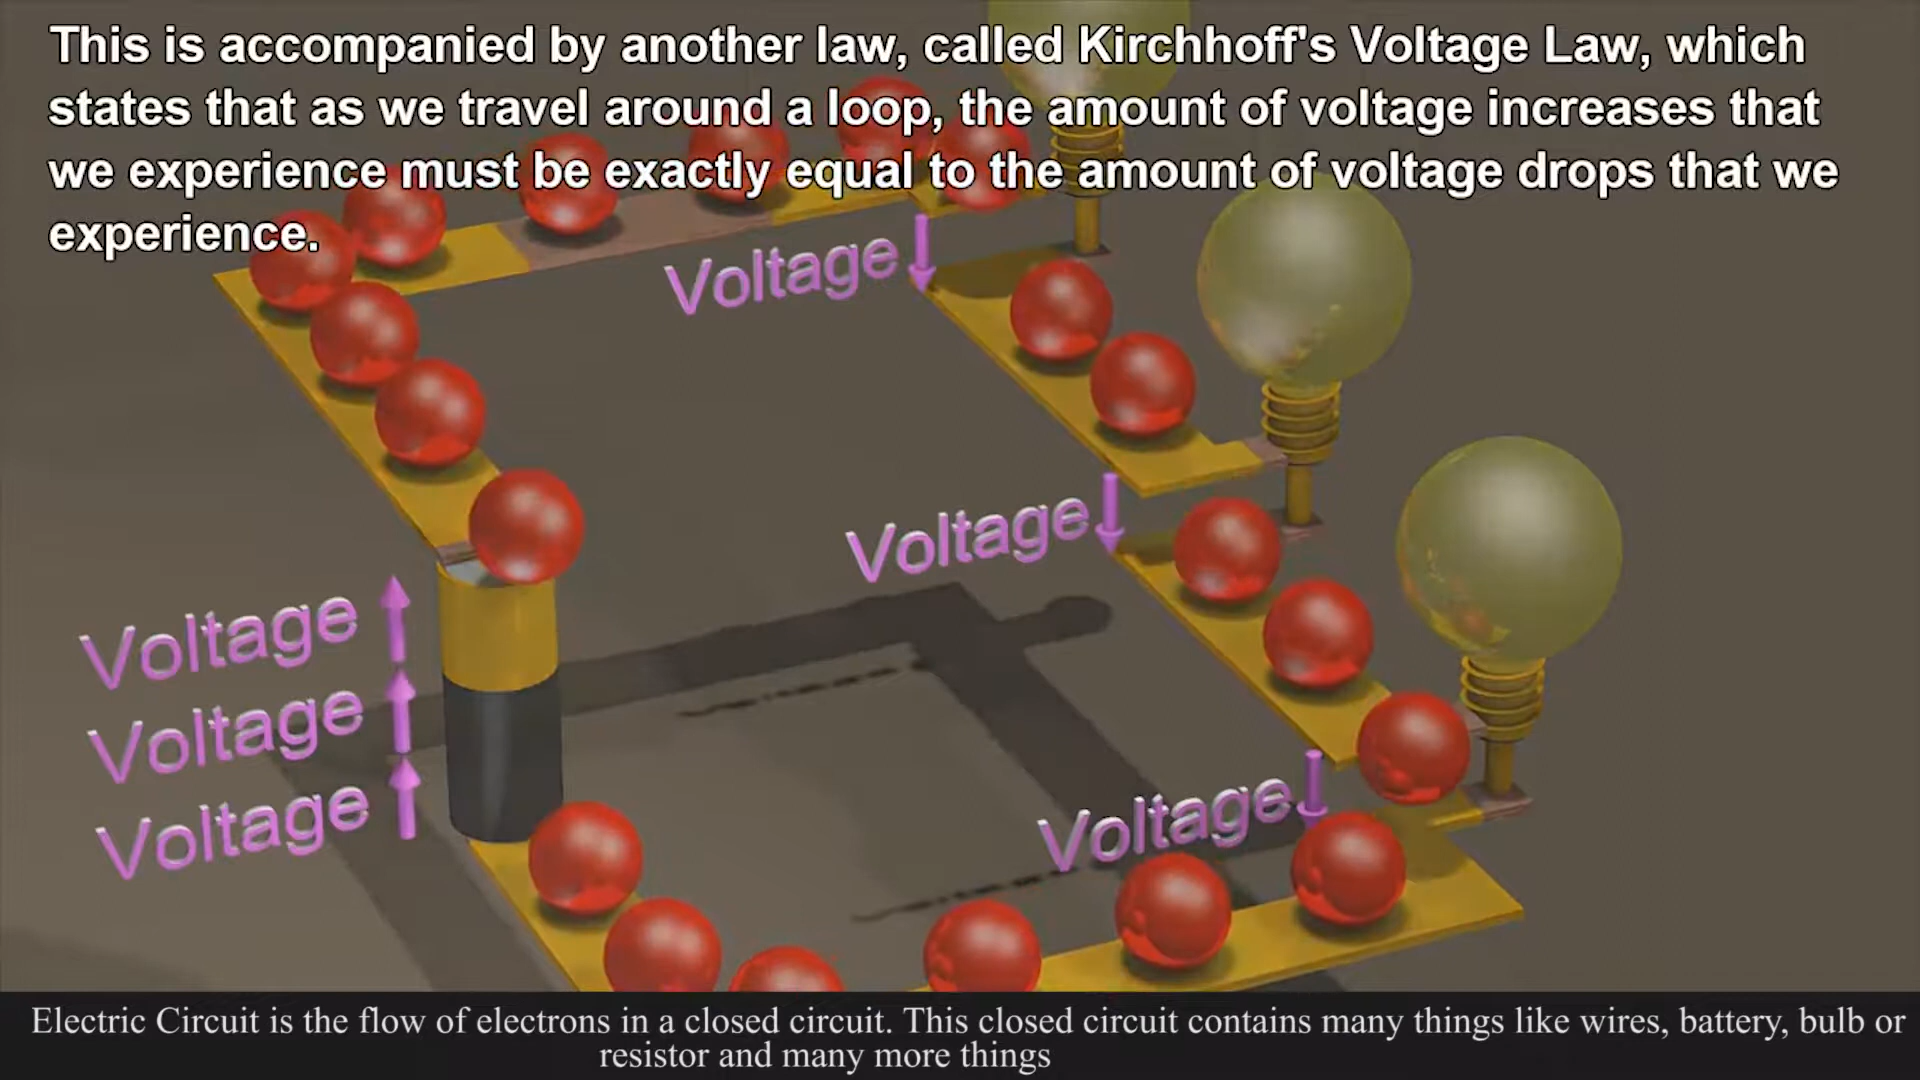 This is accompanied by another law, called Kirchhoff's Voltage Law, which
states that as we travel around a loop, the amount of voltage increases that
we experience must be exactly equal to the amount of voltage drops that we
experience.
Voltage
Voltage
Voltage
Voltage
Voltage
Voltage
Electric Circuit is the flow of electrons in a closed circuit. This closed circuit contains many things like wires, battery, bulb or
resistor and many more things